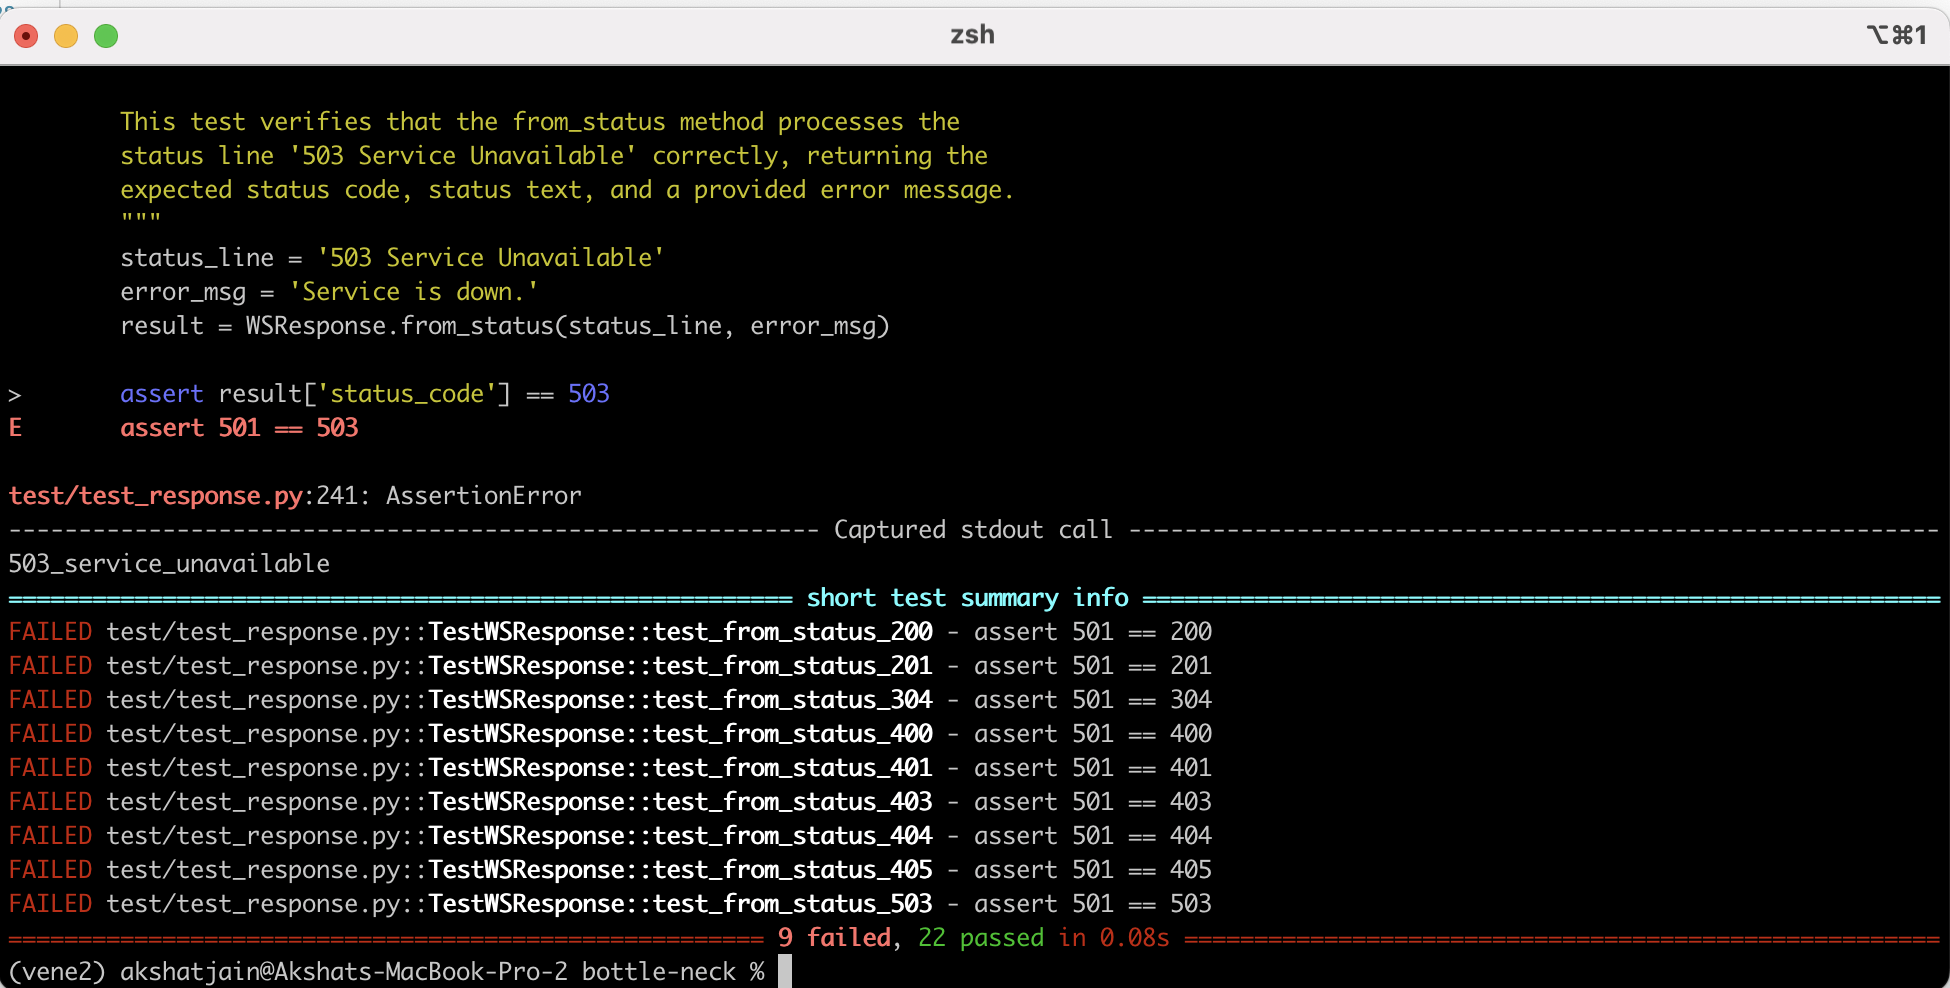 zsh
⌥⌘1
This test verifies that the from_status method processes the
status line '503 Service Unavailable' correctly, returning the
expected status code, status text, and a provided error message.
"""
status_line = '503 Service Unavailable'
error_msg = 'Service is down.'
result = WSResponse.from_status(status_line, error_msg)
> assert result['status_code'] == 503
E assert 501 == 503
test/test_response.py:241: AssertionError
---------------------------------------------------------- Captured stdout call ----------------------------------------------------------
503_service_unavailable
======================================================== short test summary info =========================================================
FAILED test/test_response.py::TestWSResponse::test_from_status_200 - assert 501 == 200
FAILED test/test_response.py::TestWSResponse::test_from_status_201 - assert 501 == 201
FAILED test/test_response.py::TestWSResponse::test_from_status_304 - assert 501 == 304
FAILED test/test_response.py::TestWSResponse::test_from_status_400 - assert 501 == 400
FAILED test/test_response.py::TestWSResponse::test_from_status_401 - assert 501 == 401
FAILED test/test_response.py::TestWSResponse::test_from_status_403 - assert 501 == 403
FAILED test/test_response.py::TestWSResponse::test_from_status_404 - assert 501 == 404
FAILED test/test_response.py::TestWSResponse::test_from_status_405 - assert 501 == 405
FAILED test/test_response.py::TestWSResponse::test_from_status_503 - assert 501 == 503
====================================================== 9 failed, 22 passed in 0.08s ======================================================
(vene2) akshatjain@Akshats-MacBook-Pro-2 bottle-neck %